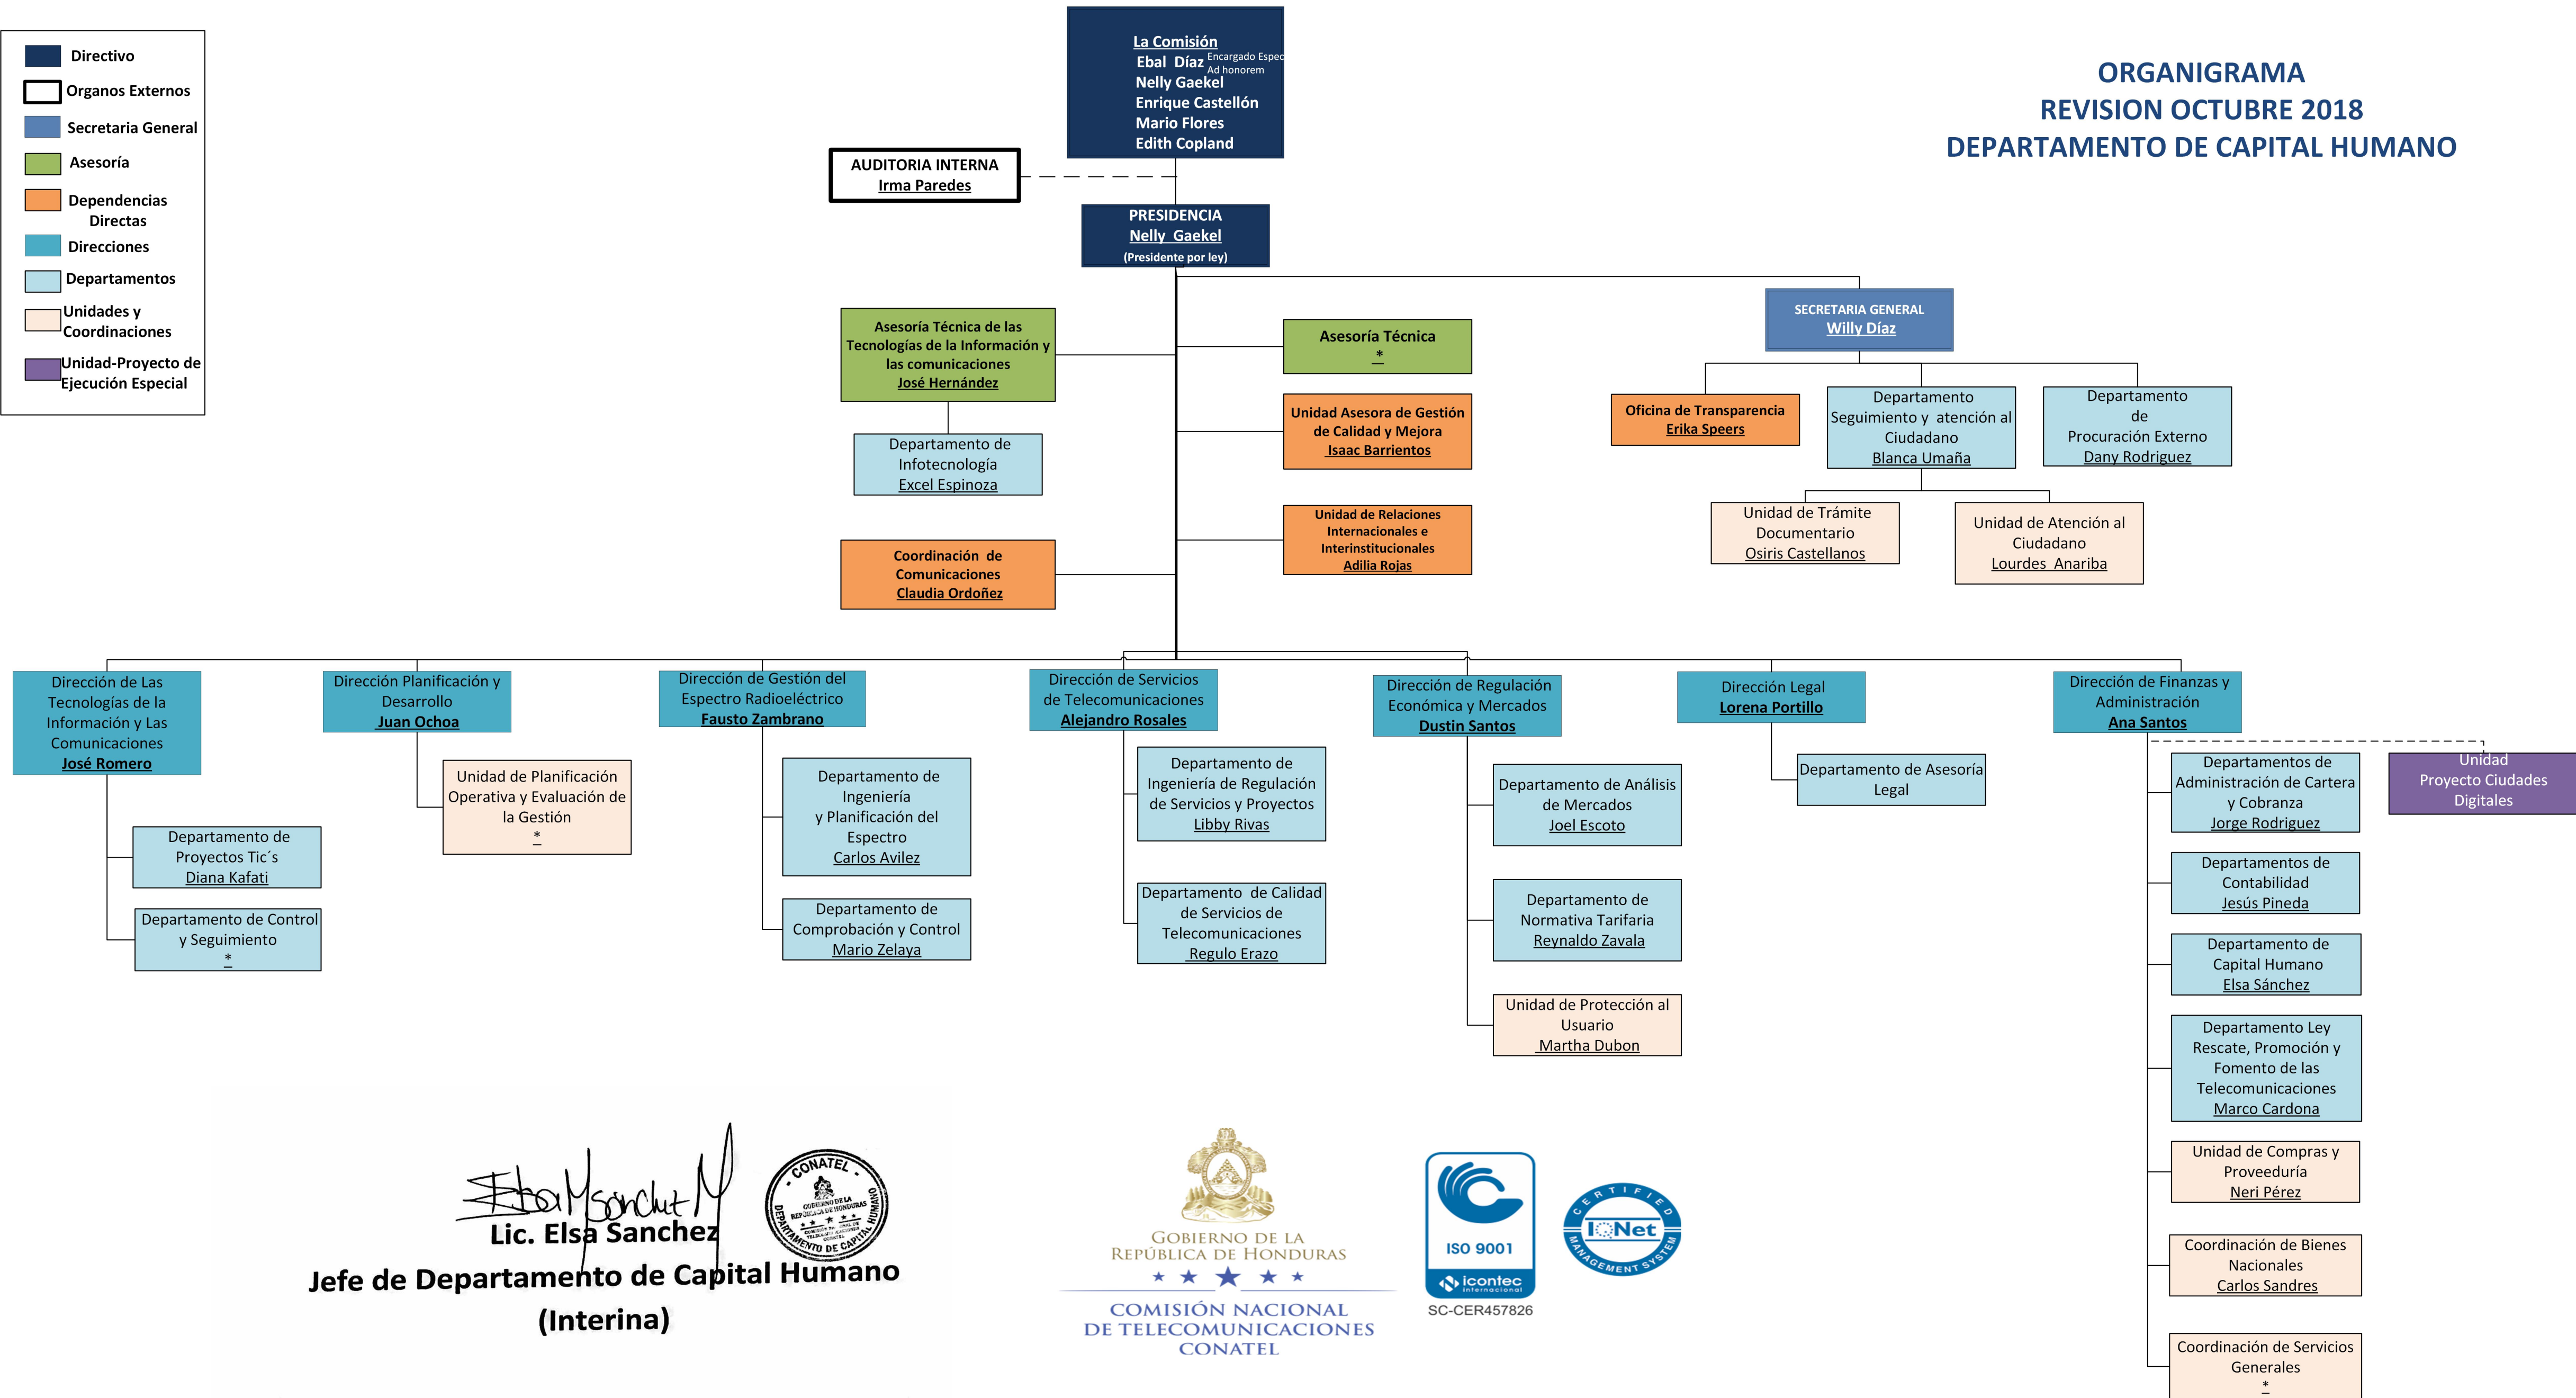 Directivo
Organos Externos
Secretaria General
Asesoría
Dependencias
Directas
Direcciones
Departamentos
Unidades y
Coordinaciones
Unidad-Proyecto de
Ejecución Especial
La Comisión
Ebal Díaz Encargado Espec
Ad honorem
Nelly Gaekel
Enrique Castellón
Mario Flores
Edith Copland
ORGANIGRAMA
REVISION OCTUBRE 2018
DEPARTAMENTO DE CAPITAL HUMANO
AUDITORIA INTERNA
Irma Paredes
PRESIDENCIA
Nelly Gaekel
(Presidente por ley)
SECRETARIA GENERAL
Willy Díaz
Asesoría Técnica de las
Tecnologías de la Información y
las comunicaciones
José Hernández
Asesoría Técnica
*
Departamento de
Infotecnología
Excel Espinoza
Unidad Asesora de Gestión
de Calidad y Mejora
Isaac Barrientos
Coordinación de
Comunicaciones
Claudia Ordoñez
Unidad de Relaciones
Internacionales e
Interinstitucionales
Adilia Rojas
Oficina de Transparencia
Erika Speers
Departamento
Seguimiento y atención al
Ciudadano
Blanca Umaña
Departamento
de
Procuración Externo
Dany Rodriguez
Unidad de Trámite
Documentario
Osiris Castellanos
Unidad de Atención al
Ciudadano
Lourdes Anariba
Dirección de Las
Tecnologías de la
Información y Las
Comunicaciones
José Romero
Departamento de
Proyectos Tic´s
Diana Kafati
Departamento de Control
y Seguimiento
*
Dirección Planificación y
Desarrollo
Juan Ochoa
Unidad de Planificación
Operativa y Evaluación de
la Gestión
*
Dirección de Gestión del
Espectro Radioeléctrico
Fausto Zambrano
Departamento de
Ingeniería
y Planificación del
Espectro
Carlos Avilez
Departamento de
Comprobación y Control
Mario Zelaya
Dirección de Servicios
de Telecomunicaciones
Alejandro Rosales
Departamento de
Ingeniería de Regulación
de Servicios y Proyectos
Libby Rivas
Departamento de Calidad
de Servicios de
Telecomunicaciones
Regulo Erazo
Dirección de Regulación
Económica y Mercados
Dustin Santos
Departamento de Análisis
de Mercados
Joel Escoto
Departamento de
Normativa Tarifaria
Reynaldo Zavala
Unidad de Protección al
Usuario
Martha Dubon
Dirección Legal
Lorena Portillo
Departamento de Asesoría
Legal
Dirección de Finanzas y
Administración
Ana Santos
Unidad
Proyecto Ciudades
Digitales
Departamentos de
Administración de Cartera
y Cobranza
Jorge Rodriguez
Departamentos de
Contabilidad
Jesús Pineda
Departamento de
Capital Humano
Elsa Sánchez
Departamento Ley
Rescate, Promoción y
Fomento de las
Telecomunicaciones
Marco Cardona
Unidad de Compras y
Proveeduría
Neri Pérez
Coordinación de Bienes
Nacionales
Carlos Sandres
Coordinación de Servicios
Generales
*
Lic. Elsa Sanchez
Jefe de Departamento de Capital Humano
(Interina)
- CONATEL -
GOBIERNO DE LA
REPÚBLICA DE HONDURAS
DEPARTAMENTO DE CAPITAL HUMANO
GOBIERNO DE LA
REPÚBLICA DE HONDURAS
COMISIÓN NACIONAL
DE TELECOMUNICACIONES
CONATEL
ISO 9001
icontec
internacional
SC-CER457826
CERTIFIED
IQNet
MANAGEMENT SYSTEM